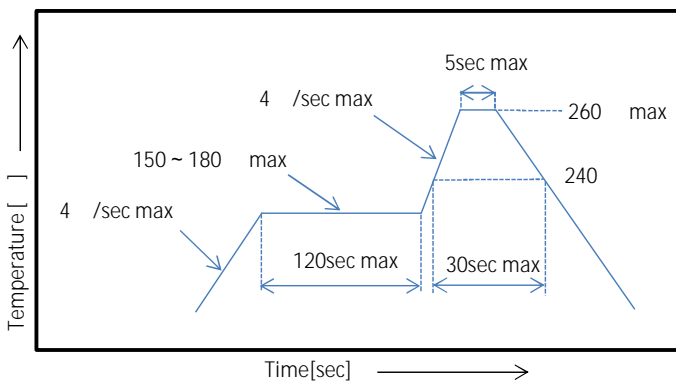 5sec max
4 /sec max
260 max
150 ~ 180 max
240
4 /sec max
120sec max
30sec max
Temperature [ ]
Time[sec]